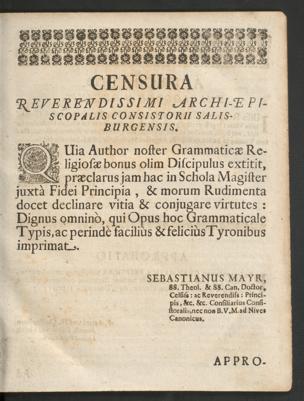 CENSURA
REVERENDISSIMI ARCHI-EPI-
SCOPALIS CONSISTORII SALIS-
BURGENSIS.
QUia Author noſter Grammaticæ Re-
ligioſæ bonus olim Diſcipulus extitit,
præclarus jam hac in Schola Magiſter
juxtà Fidei Principia, & morum Rudimenta
docet declinare vitia & conjugare virtutes:
Dignus omninò, qui Opus hoc Grammaticale
Typis, ac perindè faciliùs & feliciùs Tyronibus
imprimat.
SEBASTIANUS MAYR,
SS. Theol. & SS. Can. Doctor,
Celſis: ac Reverendiſs: Princi-
pis, &c. &c. Conſiliarius Conſi-
ſtorialis, nec non B. V. M. ad Nives
Canonicus.
APPRO-